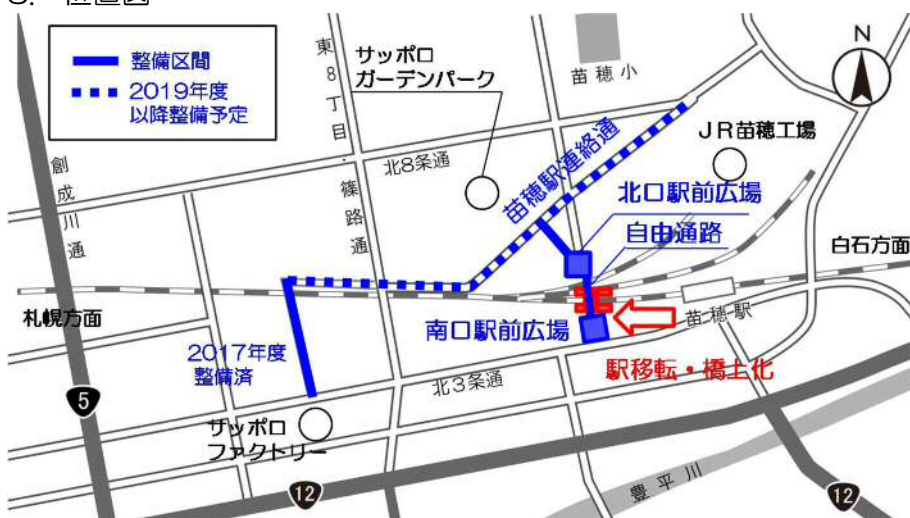 整備区間
2019年度
以降整備予定
東8丁目
篠路通
サッポロ
ガーデンパーク
苗穂小
N
JR苗穂工場
創成川通
北8条通
苗穂駅連絡通
北口駅前広場
自由通路
白石方面
札幌方面
苗穂駅
南口駅前広場
2017年度
整備済
駅移転・橋上化
北3条通
5
サッポロ
ファクトリー
豊平川
12
12